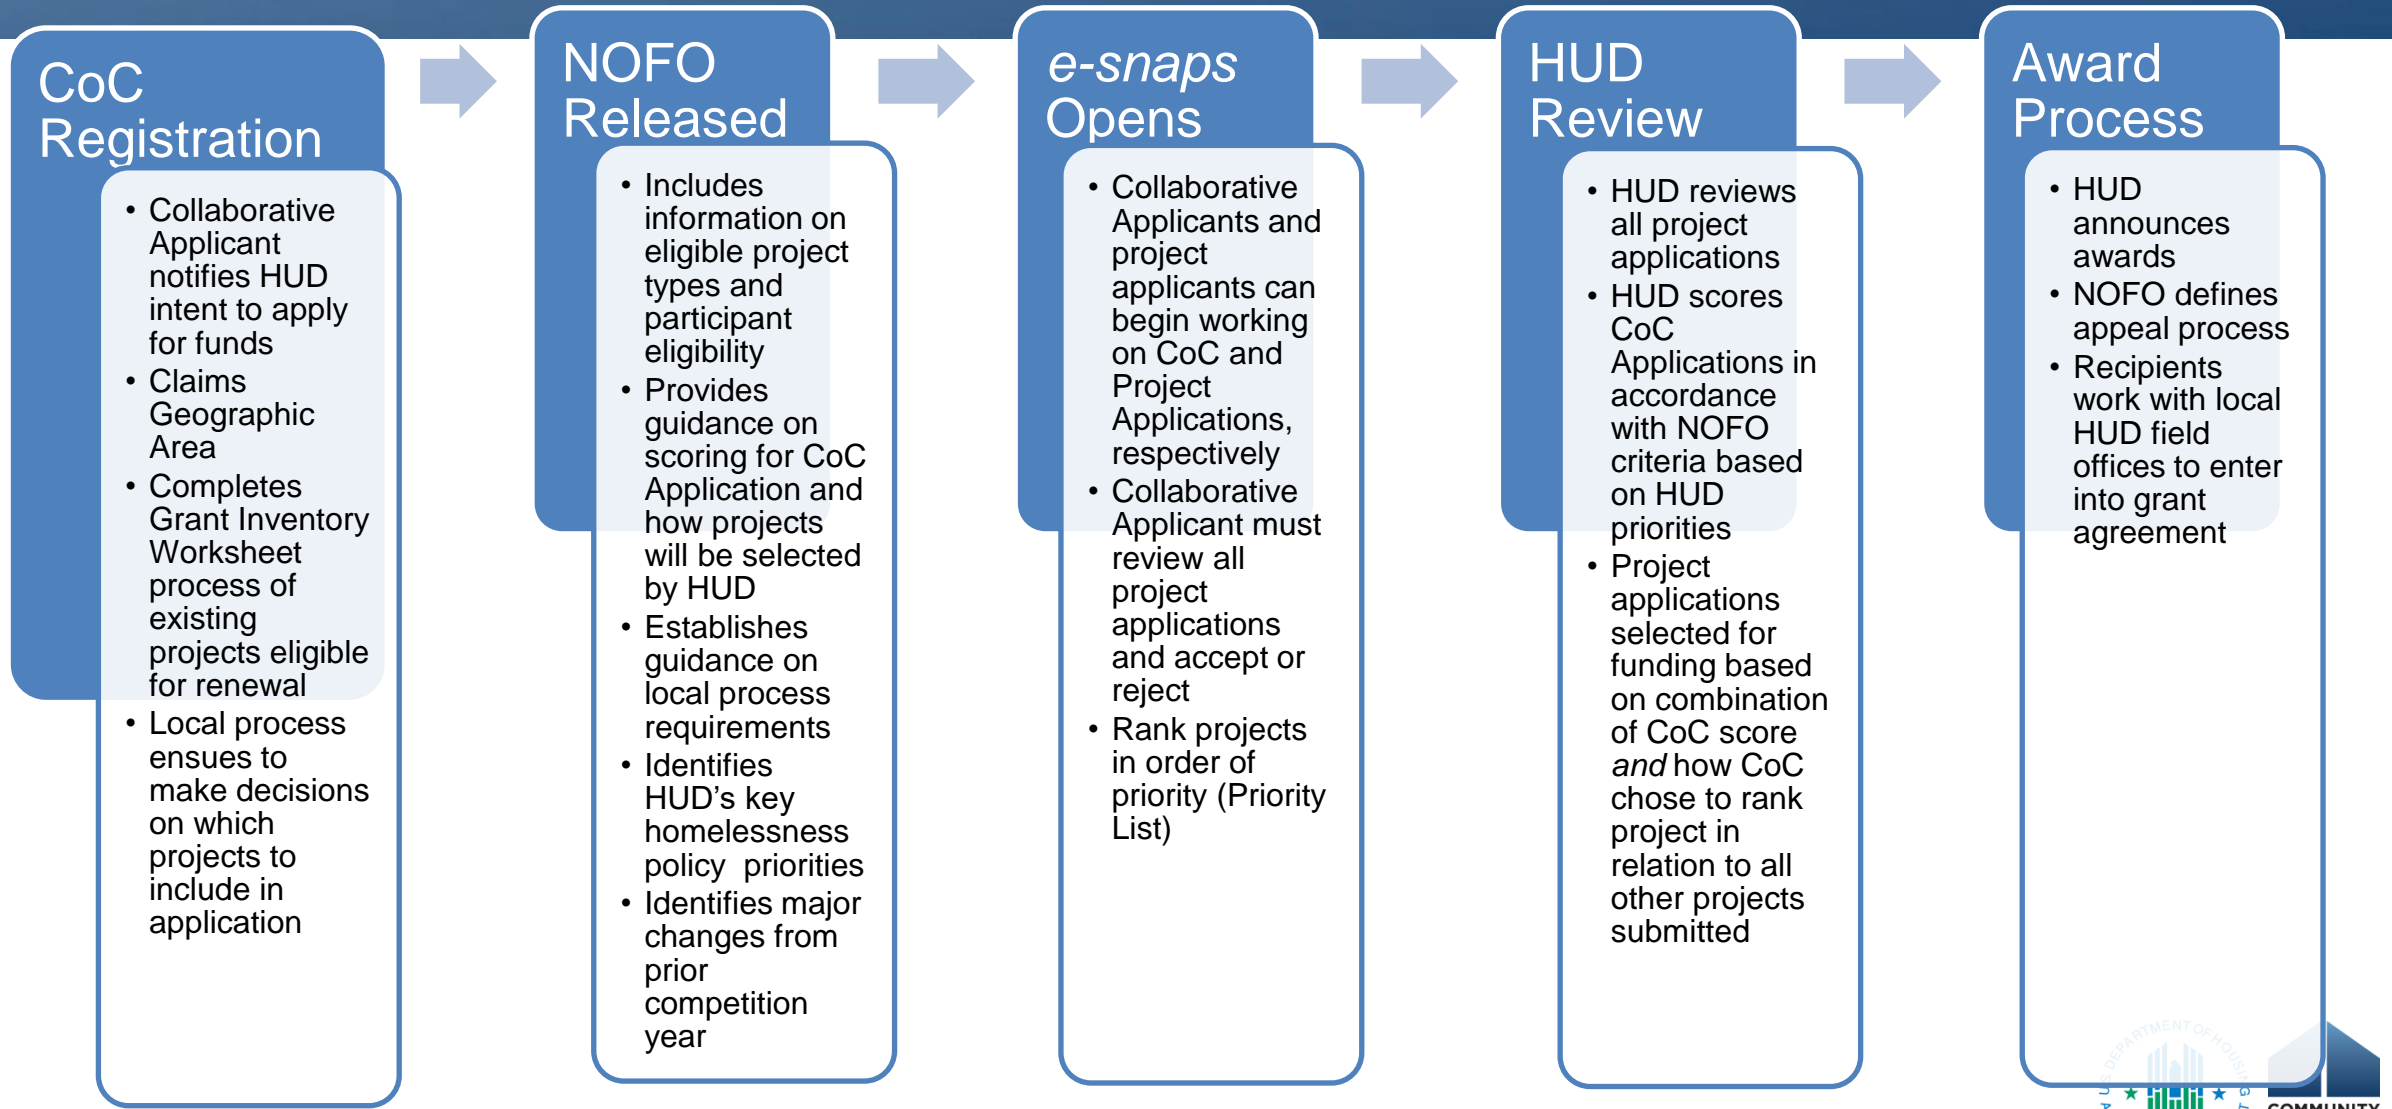 CoC
Registration
• Collaborative
Applicant
notifies HUD
intent to apply
for funds
• Claims
Geographic
Area
• Completes
Grant Inventory
Worksheet
process of
existing
projects eligible
for renewal
• Local process
ensues to
make decisions
on which
projects to
include in
application
NOFO
Released
• Includes
information on
eligible project
types and
participant
eligibility
• Provides
guidance on
scoring for CoC
Application and
how projects
will be selected
by HUD
• Establishes
guidance on
local process
requirements
• Identifies
HUD’s key
homelessness
policy  priorities
• Identifies major
changes from
prior
competition
year
e-snaps
Opens
• Collaborative
Applicants and
project
applicants can
begin working
on CoC and
Project
Applications,
respectively
• Collaborative
Applicant must
review all
project
applications
and accept or
reject
• Rank projects
in order of
priority (Priority
List)
HUD
Review
• HUD reviews
all project
applications
• HUD scores
CoC
Applications in
accordance
with NOFO
criteria based
on HUD
priorities
• Project
applications
selected for
funding based
on combination
of CoC score
and how CoC
chose to rank
project in
relation to all
other projects
submitted
Award
Process
• HUD
announces
awards
• NOFO defines
appeal process
• Recipients
work with local
HUD field
offices to enter
into grant
agreement
U.S. DEPARTMENT OF HOUSING
COMMUNITY